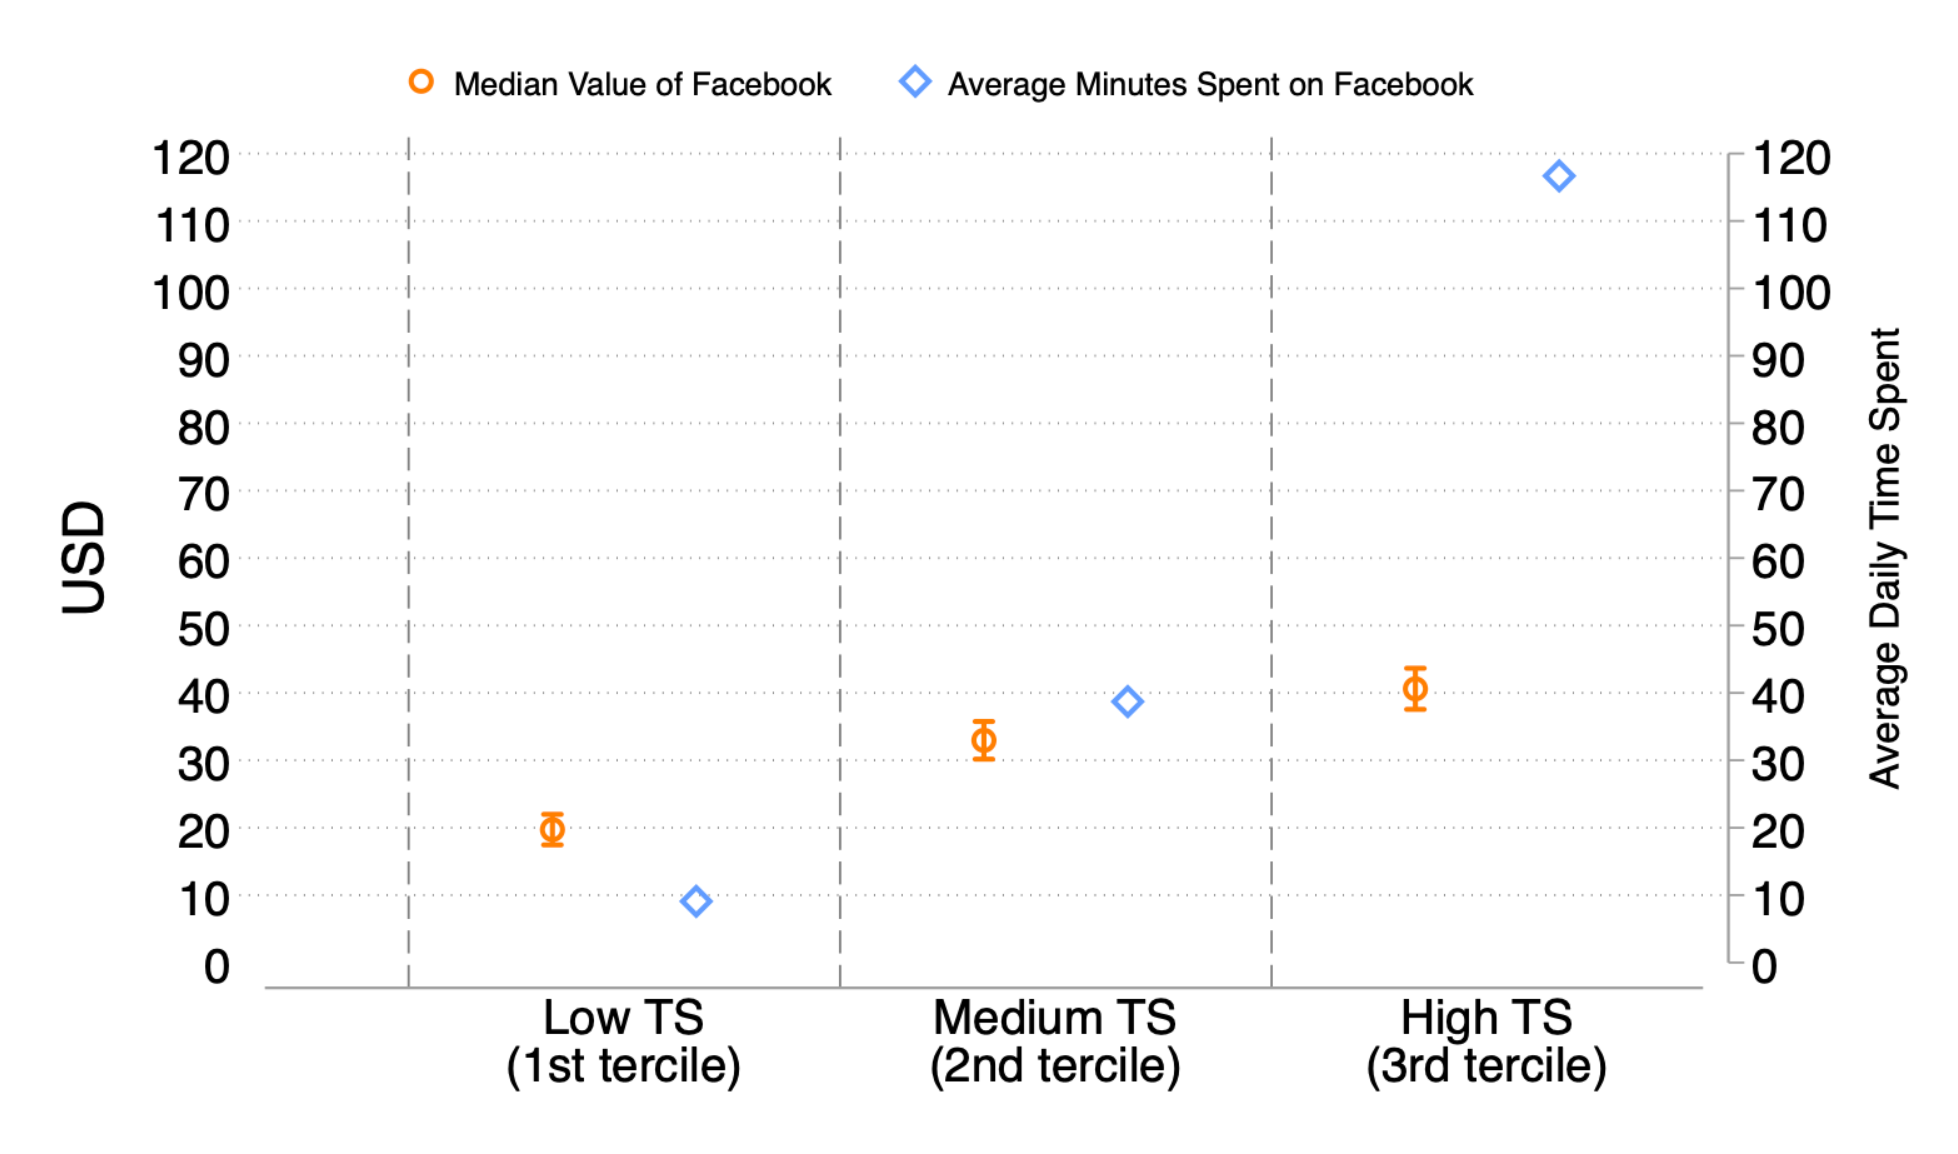 Median Value of Facebook
Average Minutes Spent on Facebook
120
110
100
90
80
70
60
50
40
30
20
10
0
USD
120
110
100
90
80
70
60
50
40
30
20
10
0
Average Daily Time Spent
Low TS
(1st tercile)
Medium TS
(2nd tercile)
High TS
(3rd tercile)